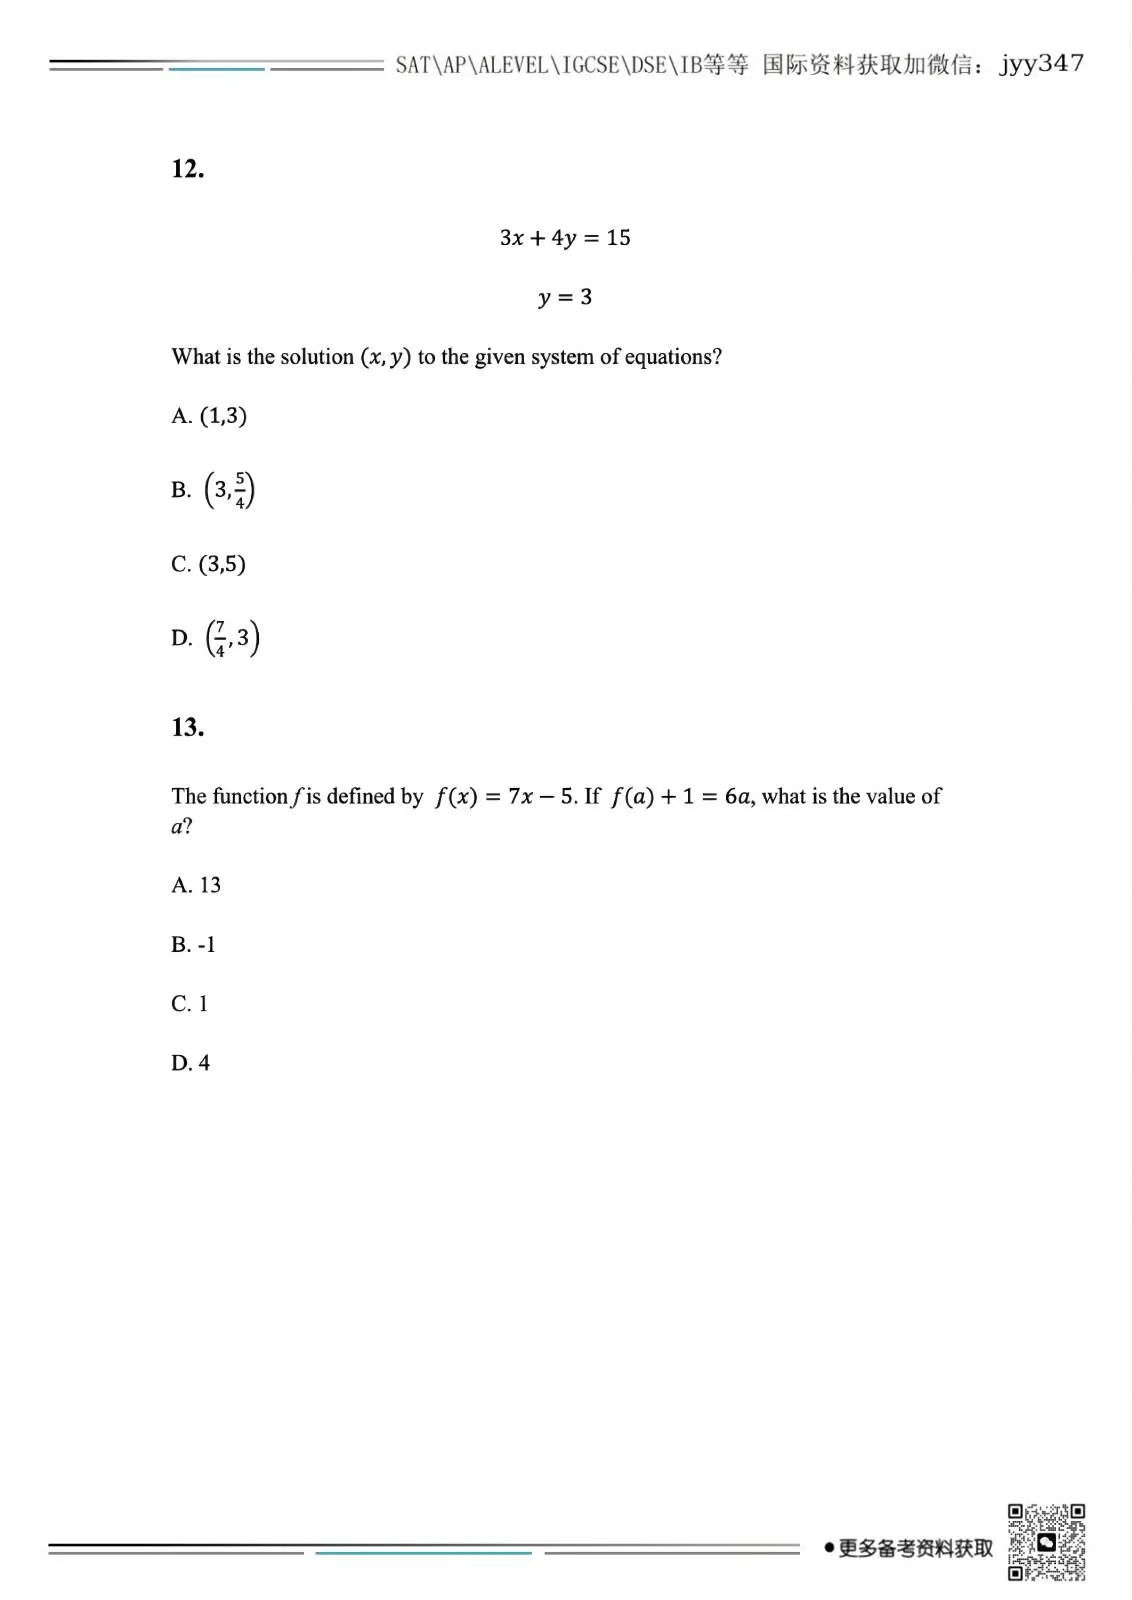 SAT\AP\ALEVEL\IGCSE\DSE\IB等等 国际资料获取加微信: jyy347
12.
3x + 4y = 15
y = 3
What is the solution (x, y) to the given system of equations?
A. (1,3)
B. (3, 5/4)
C. (3,5)
D. (7/4, 3)
13.
The function f is defined by f(x) = 7x − 5. If f(a) + 1 = 6a, what is the value of
a?
A. 13
B. -1
C. 1
D. 4
•更多备考资料获取